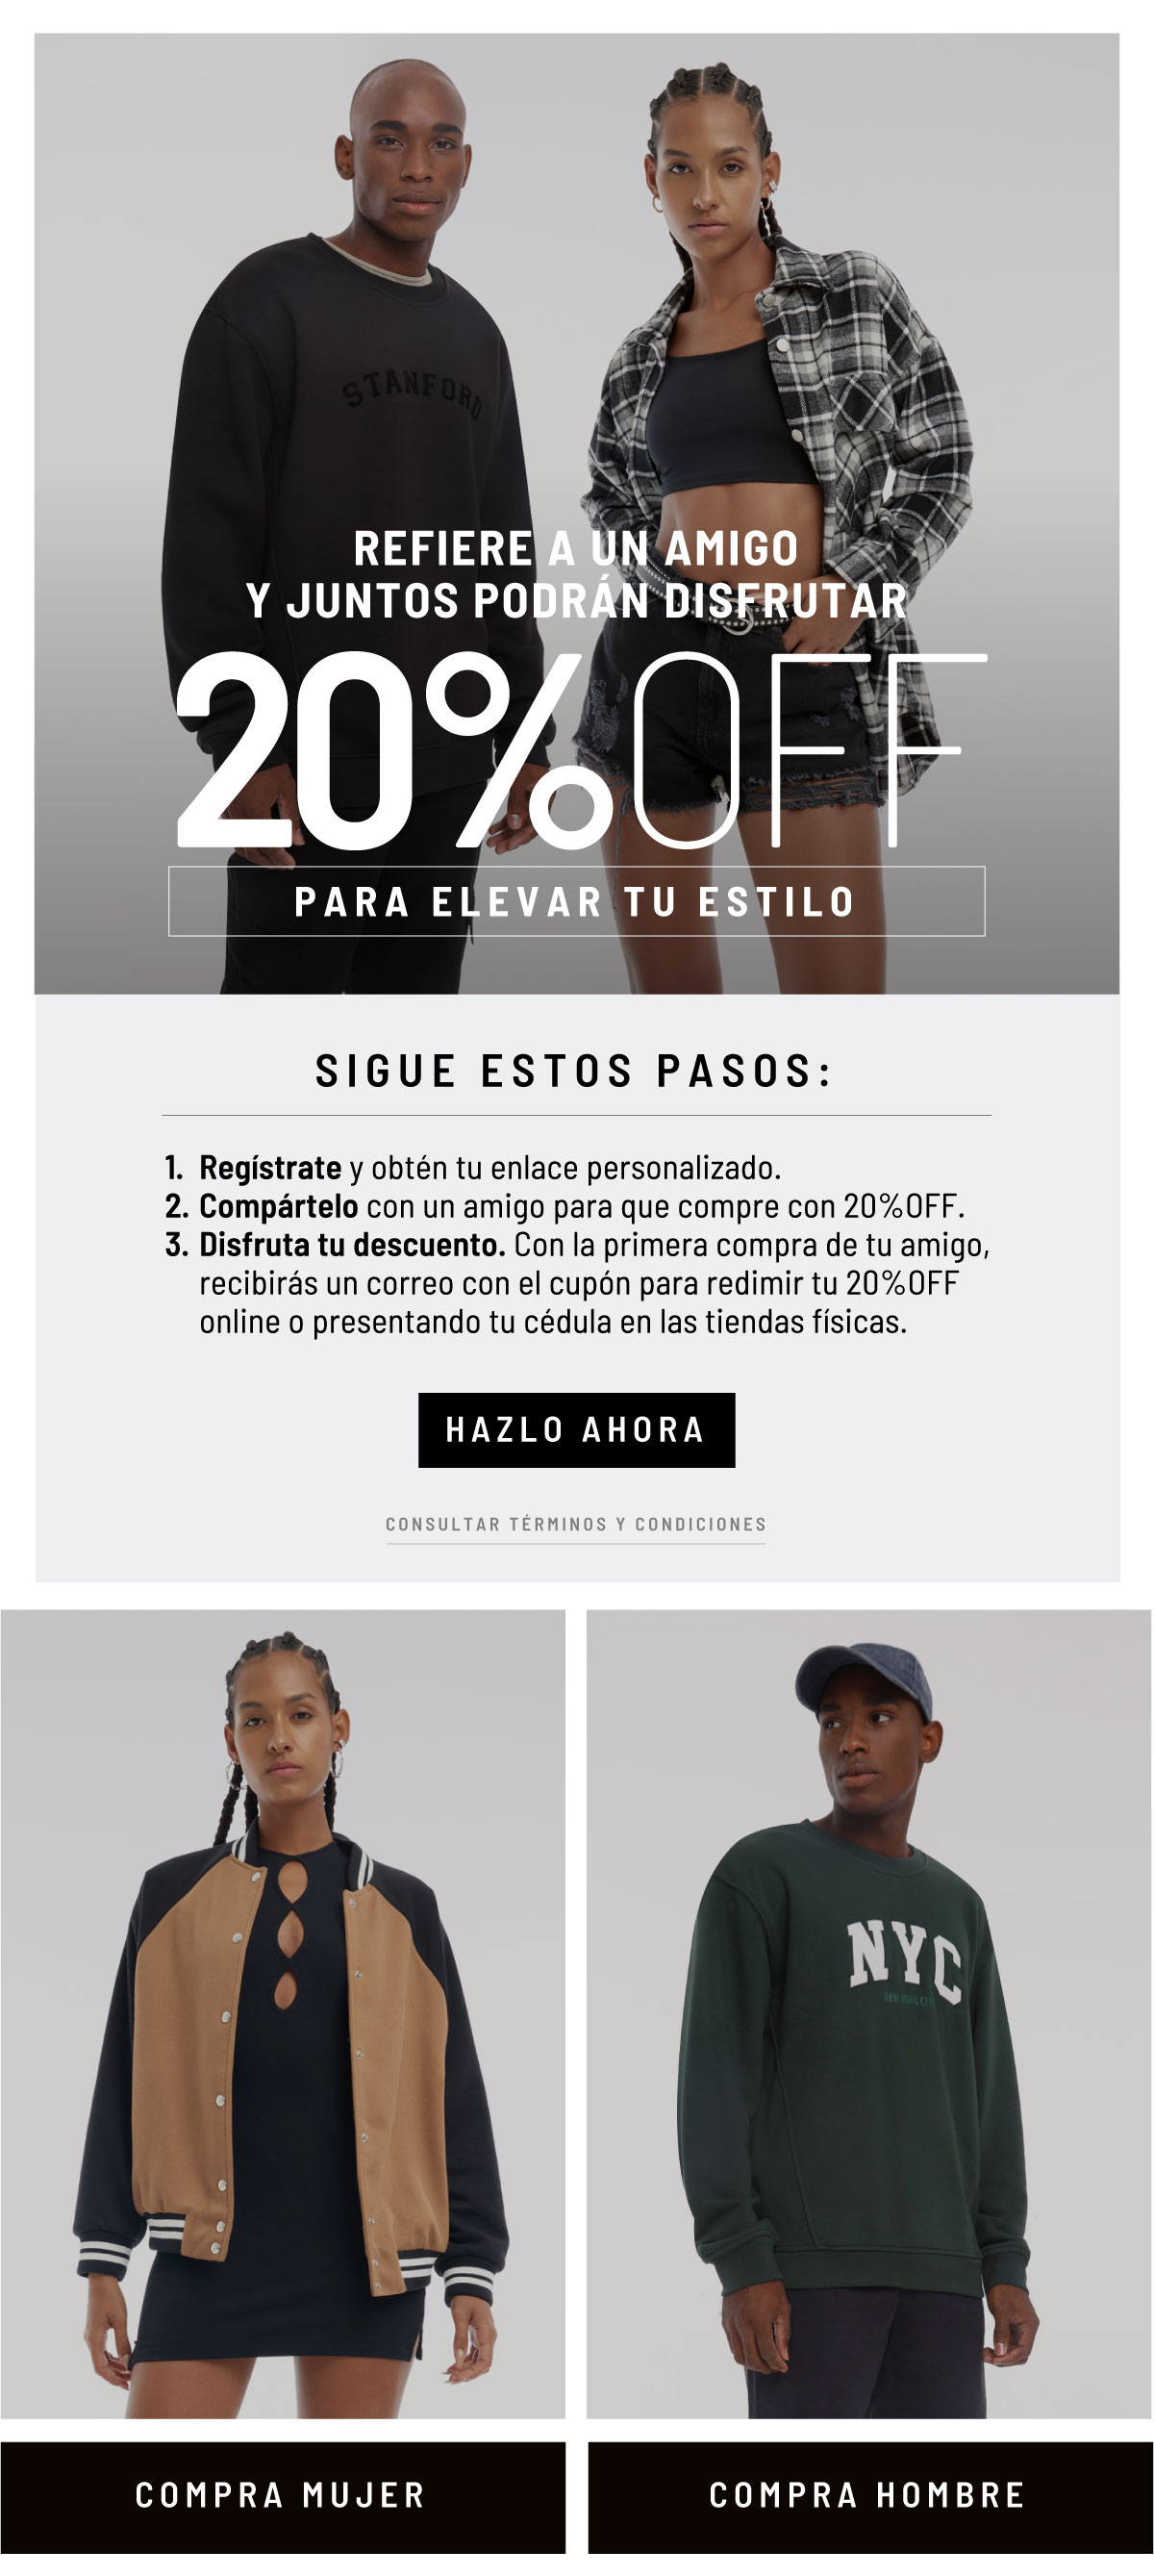 STANFORD
REFIERE A UN AMIGO
Y JUNTOS PODRÁN DISFRUTAR
20%OFF
PARA ELEVAR TU ESTILO
SIGUE ESTOS PASOS:
1. Regístrate y obtén tu enlace personalizado.
2. Compártelo con un amigo para que compre con 20%OFF.
3. Disfruta tu descuento. Con la primera compra de tu amigo,
recibirás un correo con el cupón para redimir tu 20%OFF
online o presentando tu cédula en las tiendas físicas.
HAZLO AHORA
CONSULTAR TÉRMINOS Y CONDICIONES
NYC
NEW YORK CITY
COMPRA MUJER
COMPRA HOMBRE